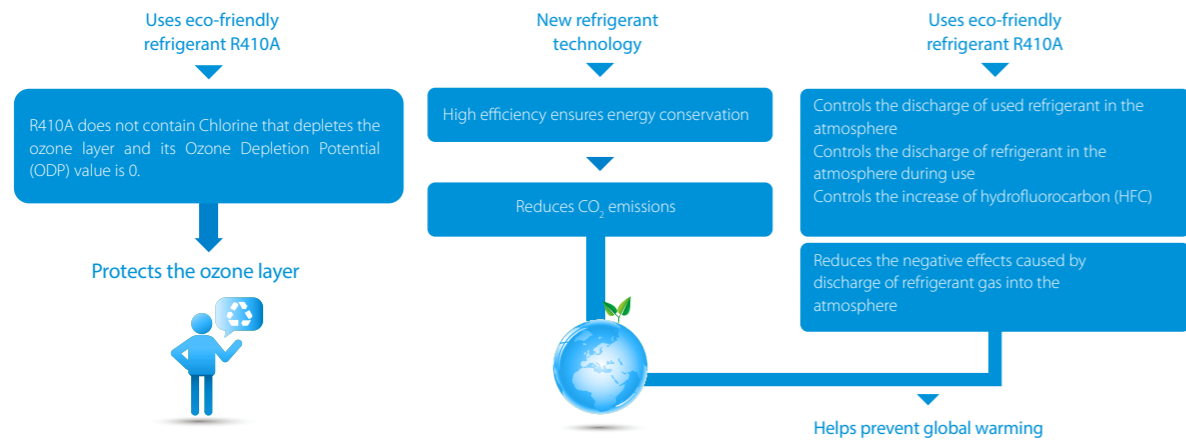 Uses eco-friendly
refrigerant R410A
R410A does not contain Chlorine that depletes the
ozone layer and its Ozone Depletion Potential
(ODP) value is 0.
Protects the ozone layer
New refrigerant
technology
High efficiency ensures energy conservation
Reduces CO₂ emissions
Uses eco-friendly
refrigerant R410A
Controls the discharge of used refrigerant in the
atmosphere
Controls the discharge of refrigerant in the
atmosphere during use
Controls the increase of hydrofluorocarbon (HFC)
Reduces the negative effects caused by
discharge of refrigerant gas into the
atmosphere
Helps prevent global warming